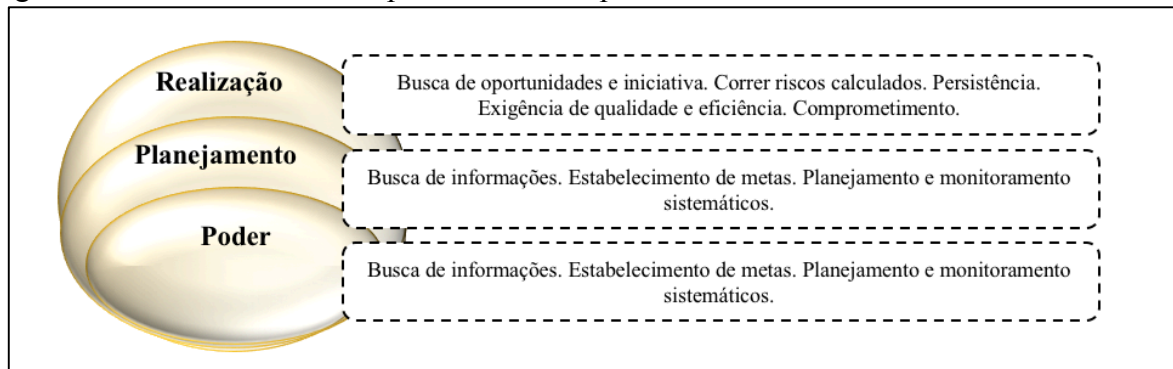 Realização
Busca de oportunidades e iniciativa. Correr riscos calculados. Persistência.
Exigência de qualidade e eficiência. Comprometimento.
Planejamento
Busca de informações. Estabelecimento de metas. Planejamento e monitoramento
sistemáticos.
Poder
Busca de informações. Estabelecimento de metas. Planejamento e monitoramento
sistemáticos.